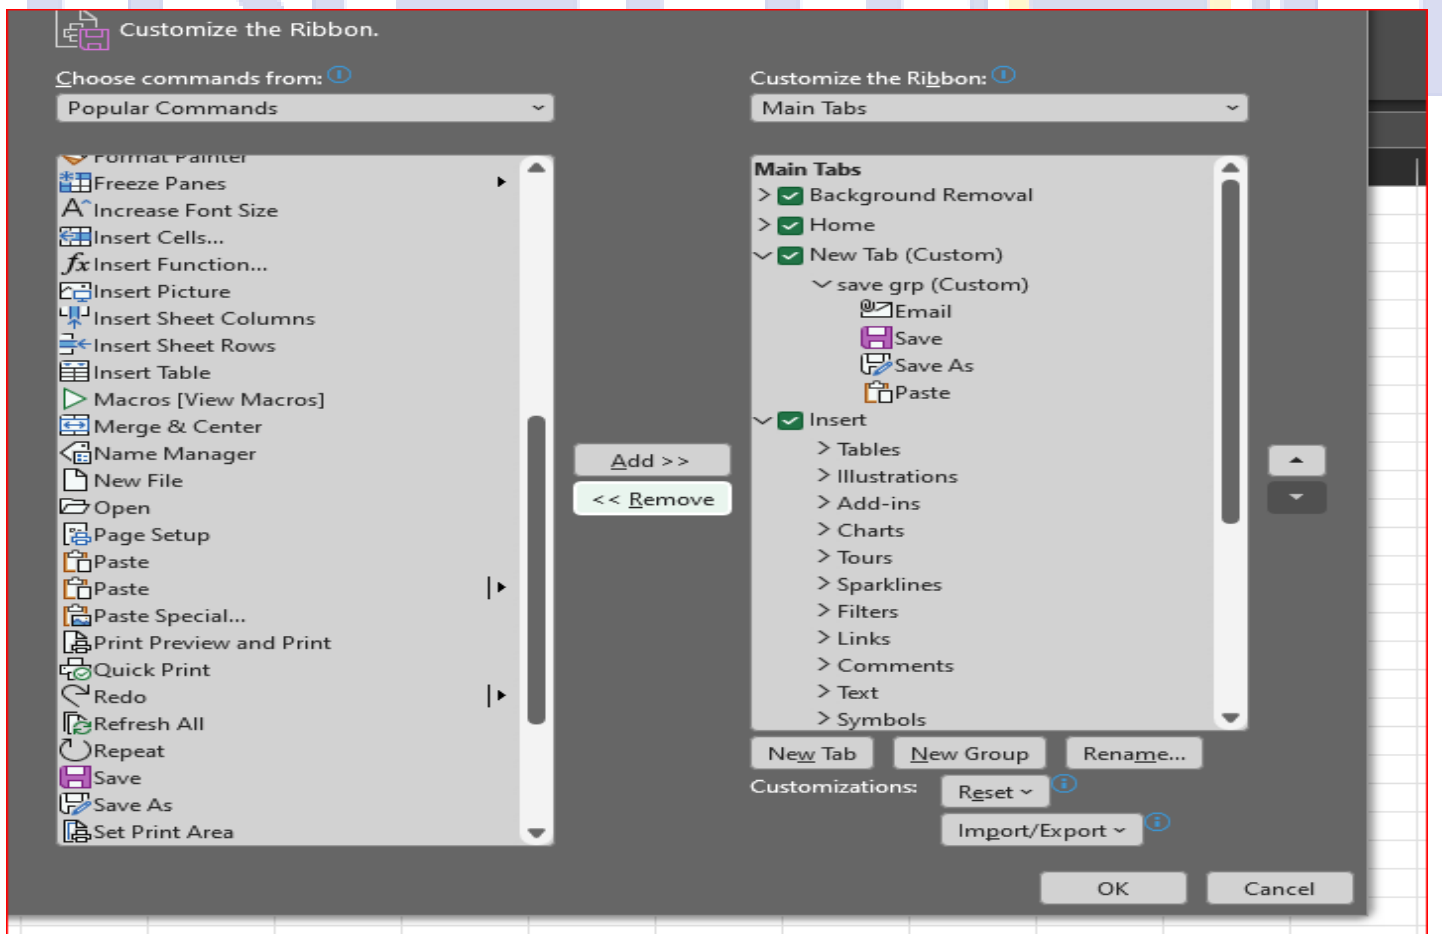 Customize the Ribbon.
Choose commands from:
Popular Commands
Format Painter
Freeze Panes
Increase Font Size
Insert Cells...
fx Insert Function...
Insert Picture
Insert Sheet Columns
Insert Sheet Rows
Insert Table
Macros [View Macros]
Merge & Center
Name Manager
New File
Open
Page Setup
Paste
Paste
Paste Special...
Print Preview and Print
Quick Print
Redo
Refresh All
Repeat
Save
Save As
Set Print Area
Add >>
<< Remove
Customize the Ribbon:
Main Tabs
Main Tabs
Background Removal
Home
New Tab (Custom)
save grp (Custom)
Email
Save
Save As
Paste
Insert
Tables
Illustrations
Add-ins
Charts
Tours
Sparklines
Filters
Links
Comments
Text
Symbols
New Tab New Group Rename...
Customizations: Reset
Import/Export
OK Cancel